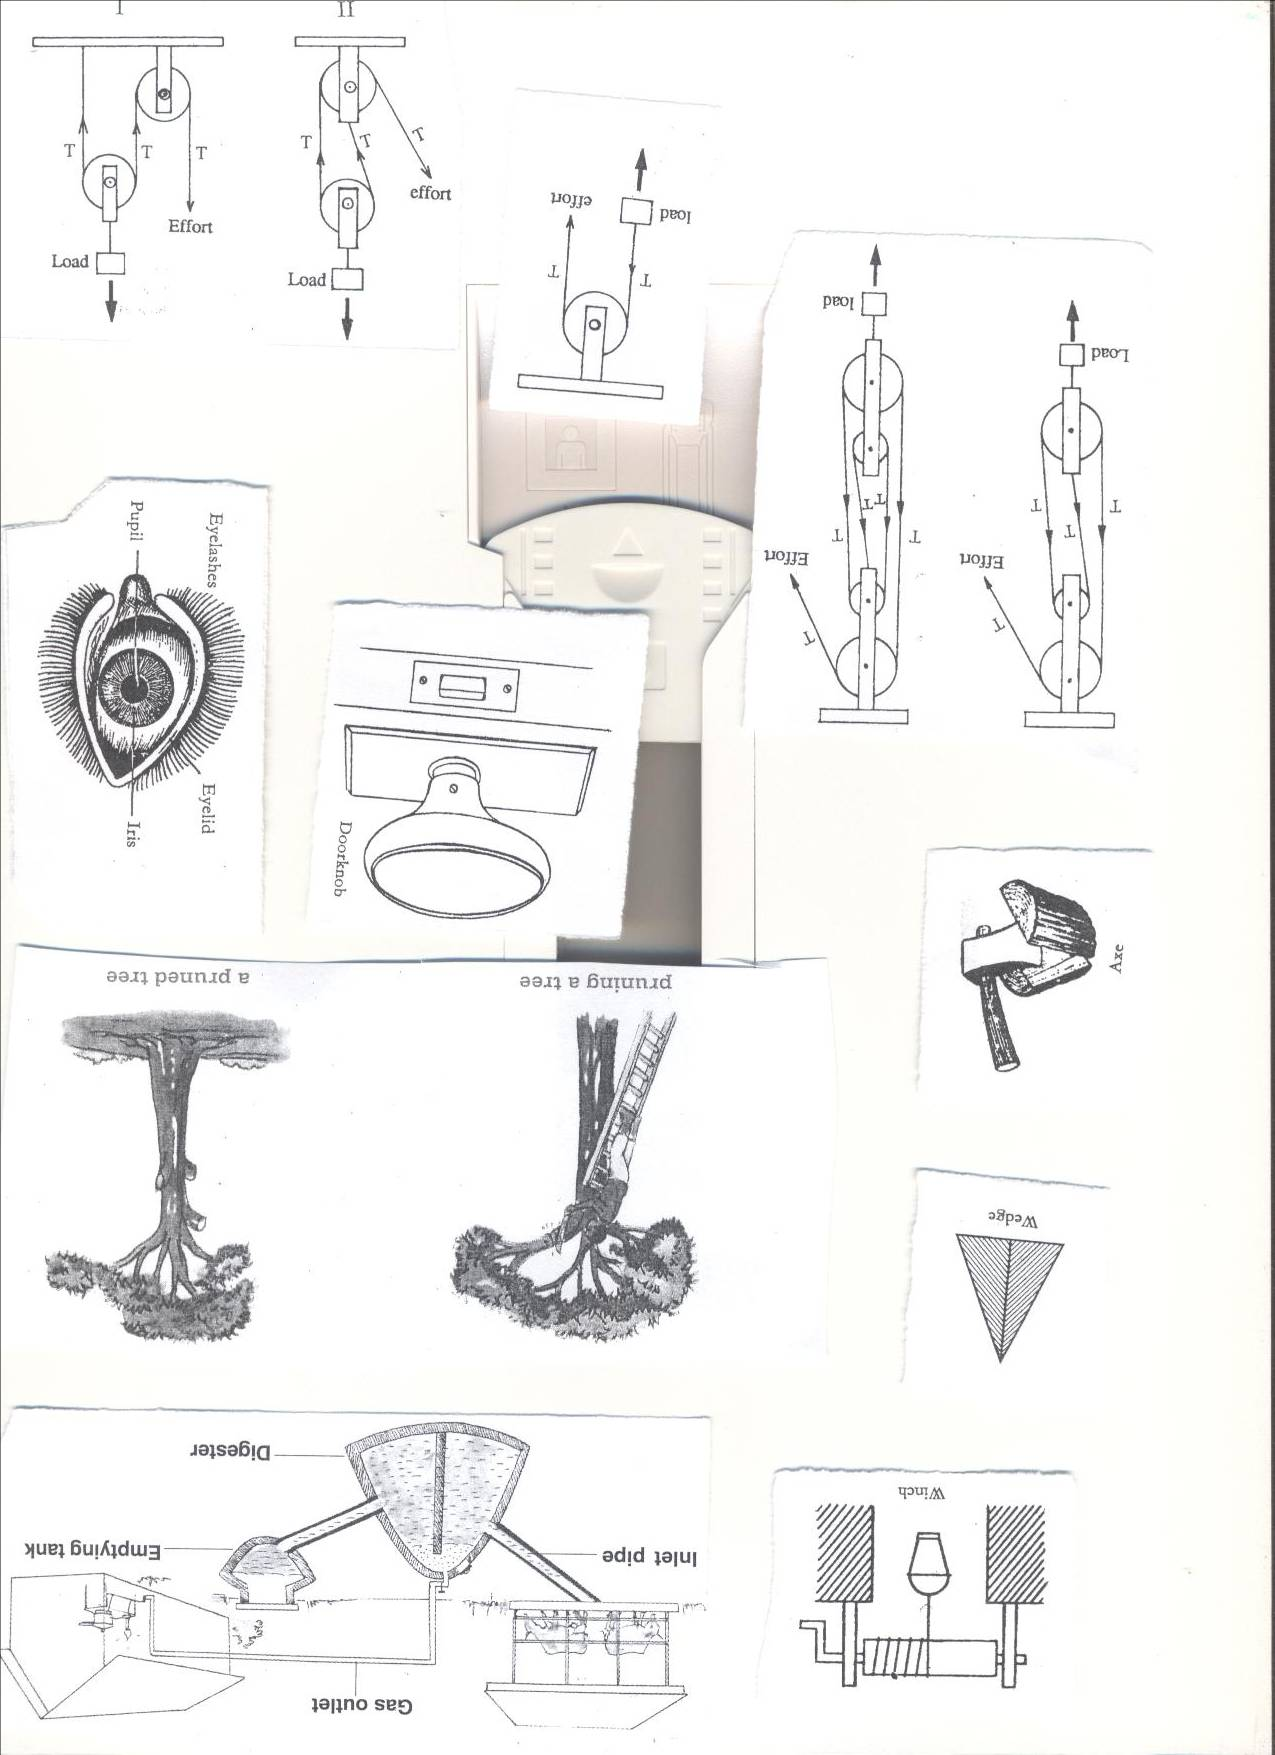 I
II
T
T
T
Effort
Load
T
T
T
effort
Load
effort
load
T
T
load
T
T
T
T
Effort
T
Load
T
T
T
Effort
T
Pupil
Eyelashes
Eyelid
Iris
Doorknob
Axe
a pruned tree
pruning a tree
Wedge
Digester
Emptying tank
Inlet pipe
Gas outlet
Winch